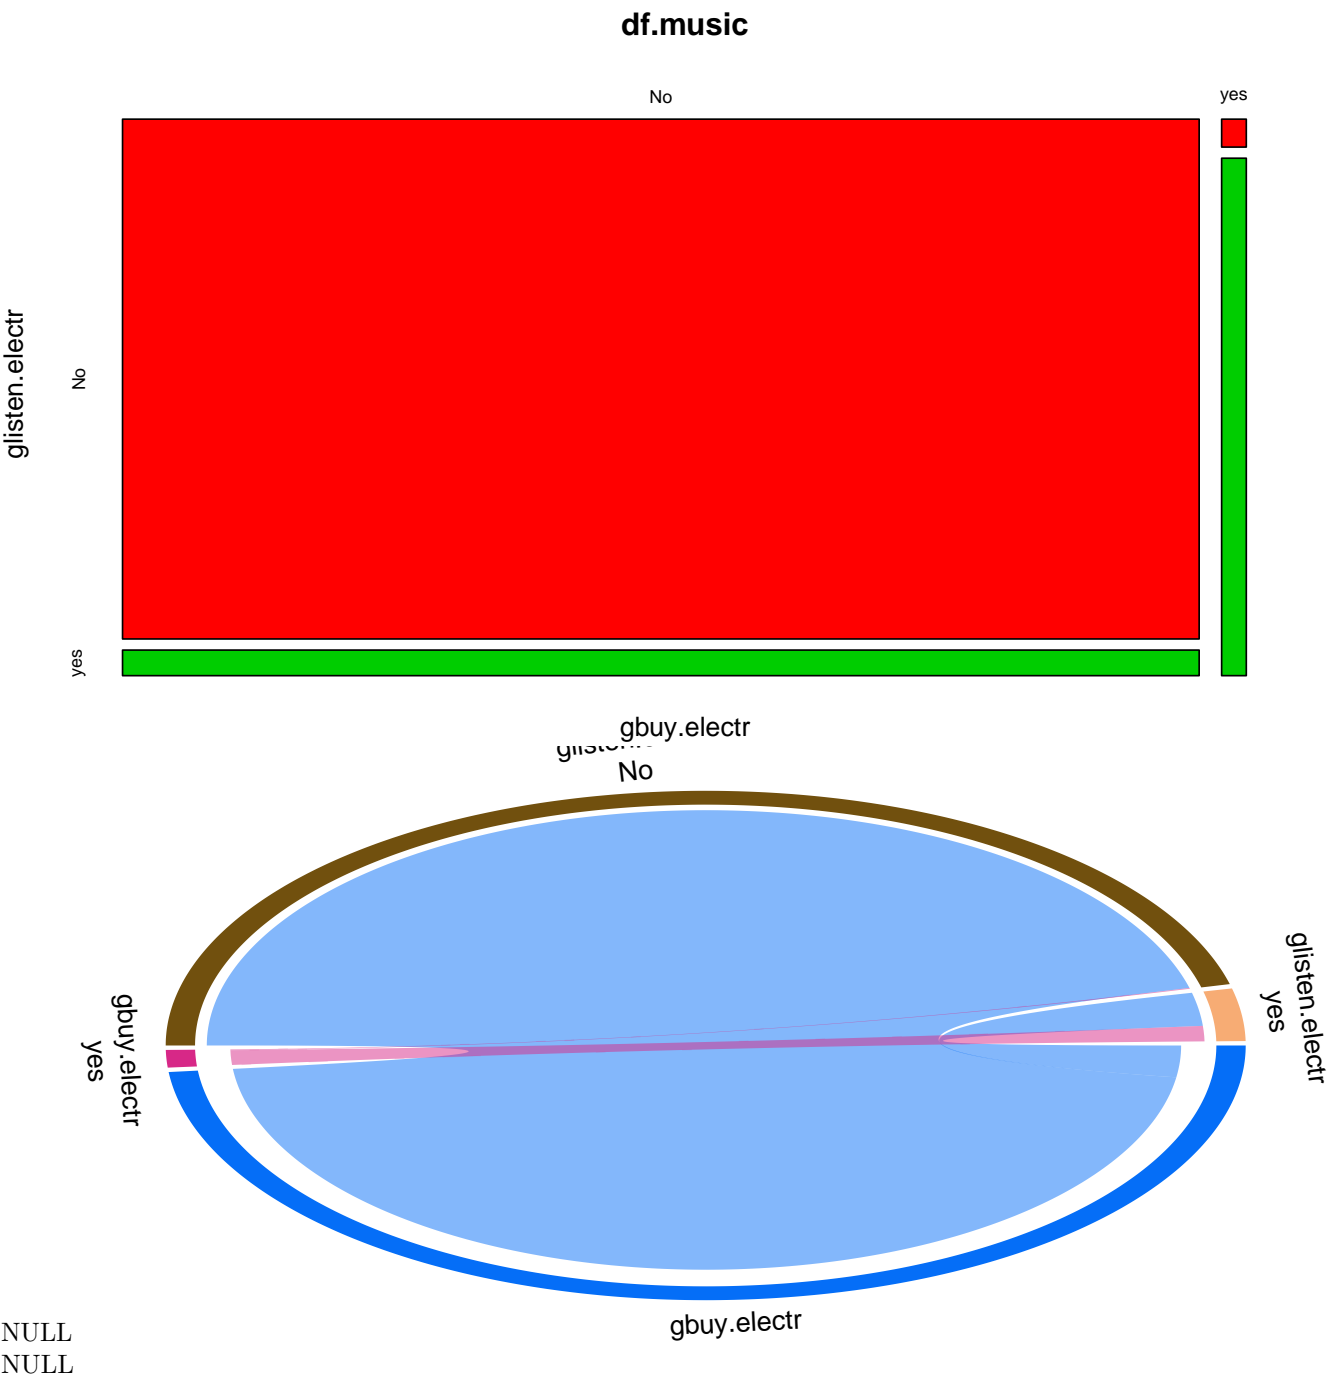 df.music
No
yes
glisten.electr
No
yes
gbuy.electr
No
glisten.electr
yes
gbuy.electr
yes
gbuy.electr
NULL
NULL